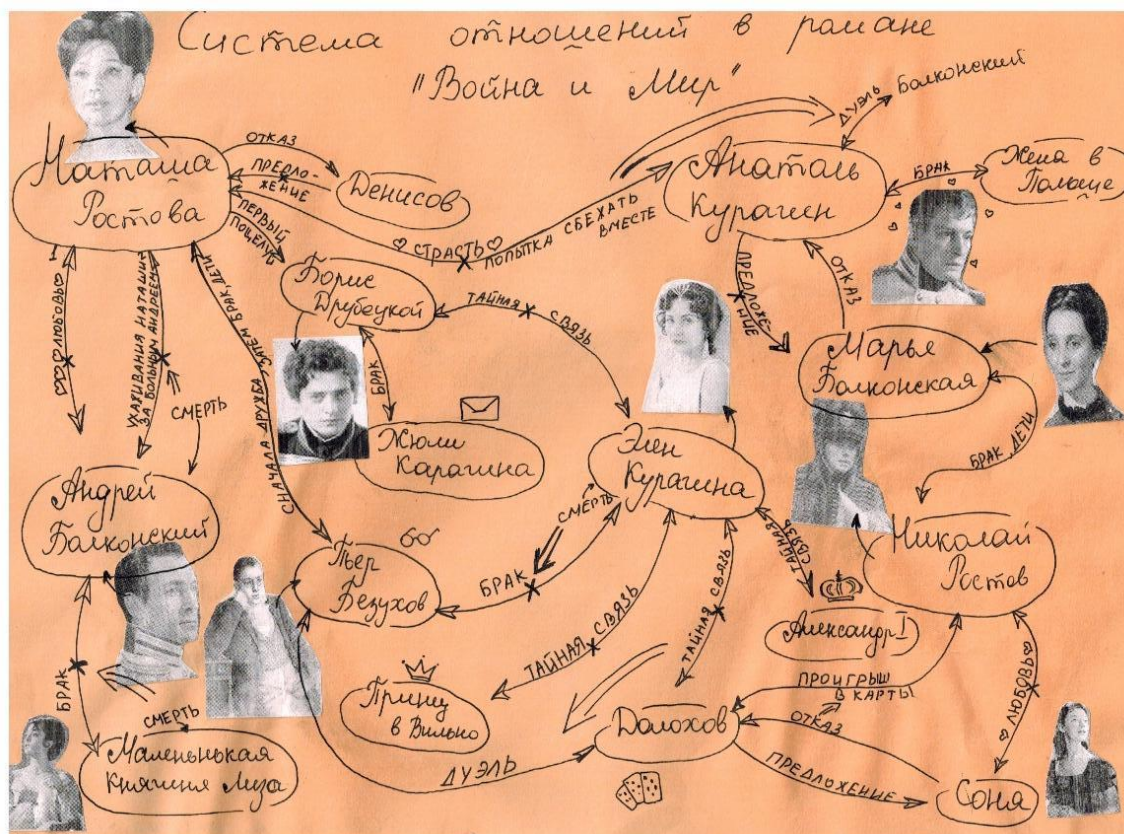 Система отношений в романе
"Война и Мир"
Наташа
Ростова
ОТКАЗ
ПРЕДЛО-
ЖЕНИЕ
Денисов
ПЕРВЫЙ
ПОЦЕЛУЙ
♡ СТРАСТЬ ♡
ПОПЫТКА СБЕЖАТЬ
ВМЕСТЕ
ДУЭЛЬ
Болконский
Анатоль
Курагин
БРАК
Жена в
Польше
Борис
Друбецкой
ТАЙНАЯ СВЯЗЬ
ПРЕДЛОЖЕ-
НИЕ
ОТКАЗ
Марья
Болконская
БРАК, ДЕТИ
ЛЮБОВЬ
УХАЖИВАНИЯ НАТАШИ
ЗА БОЛЬНЫМ АНДРЕЕМ
СМЕРТЬ
СНАЧАЛА ДРУЖБА, ЗАТЕМ БРАК, ДЕТИ
БРАК
Жюли
Карагина
Элен
Курагина
СМЕРТЬ
Андрей
Болконский
Пьер
Безухов
БРАК
ТАЙНАЯ СВЯЗЬ
ТАЙНАЯ СВЯЗЬ
ТАЙНАЯ
СВЯЗЬ
Александр I
Николай
Ростов
БРАК
СМЕРТЬ
Маленькая
княгиня Лиза
Принц
в Вильно
ДУЭЛЬ
Долохов
ПРОИГРЫШ
В КАРТЫ
ОТКАЗ
ПРЕДЛОЖЕНИЕ
♡ ЛЮБОВЬ ♡
Соня